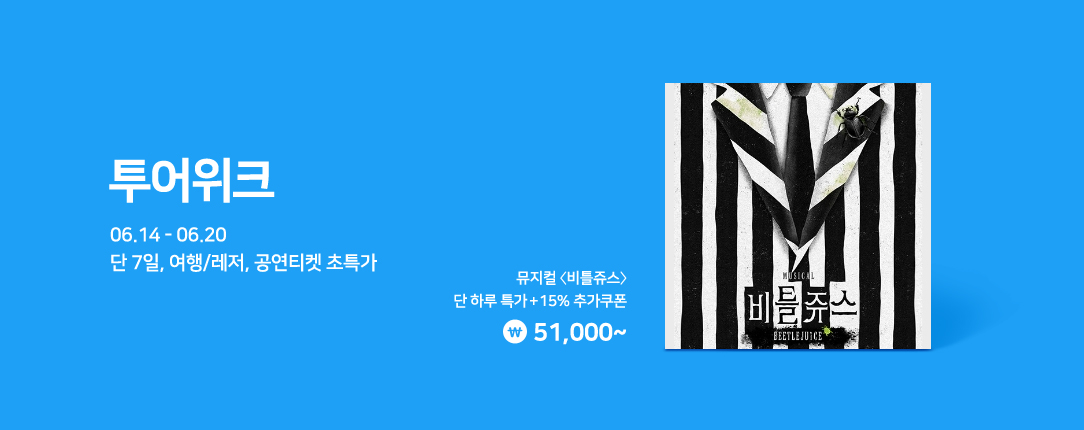 투어위크
06.14 - 06.20
단 7일, 여행/레저, 공연티켓 초특가
뮤지컬 〈비틀쥬스〉
단 하루 특가+15% 추가쿠폰
₩ 51,000~
MUSICAL
비틀쥬스
BEETLEJUICE